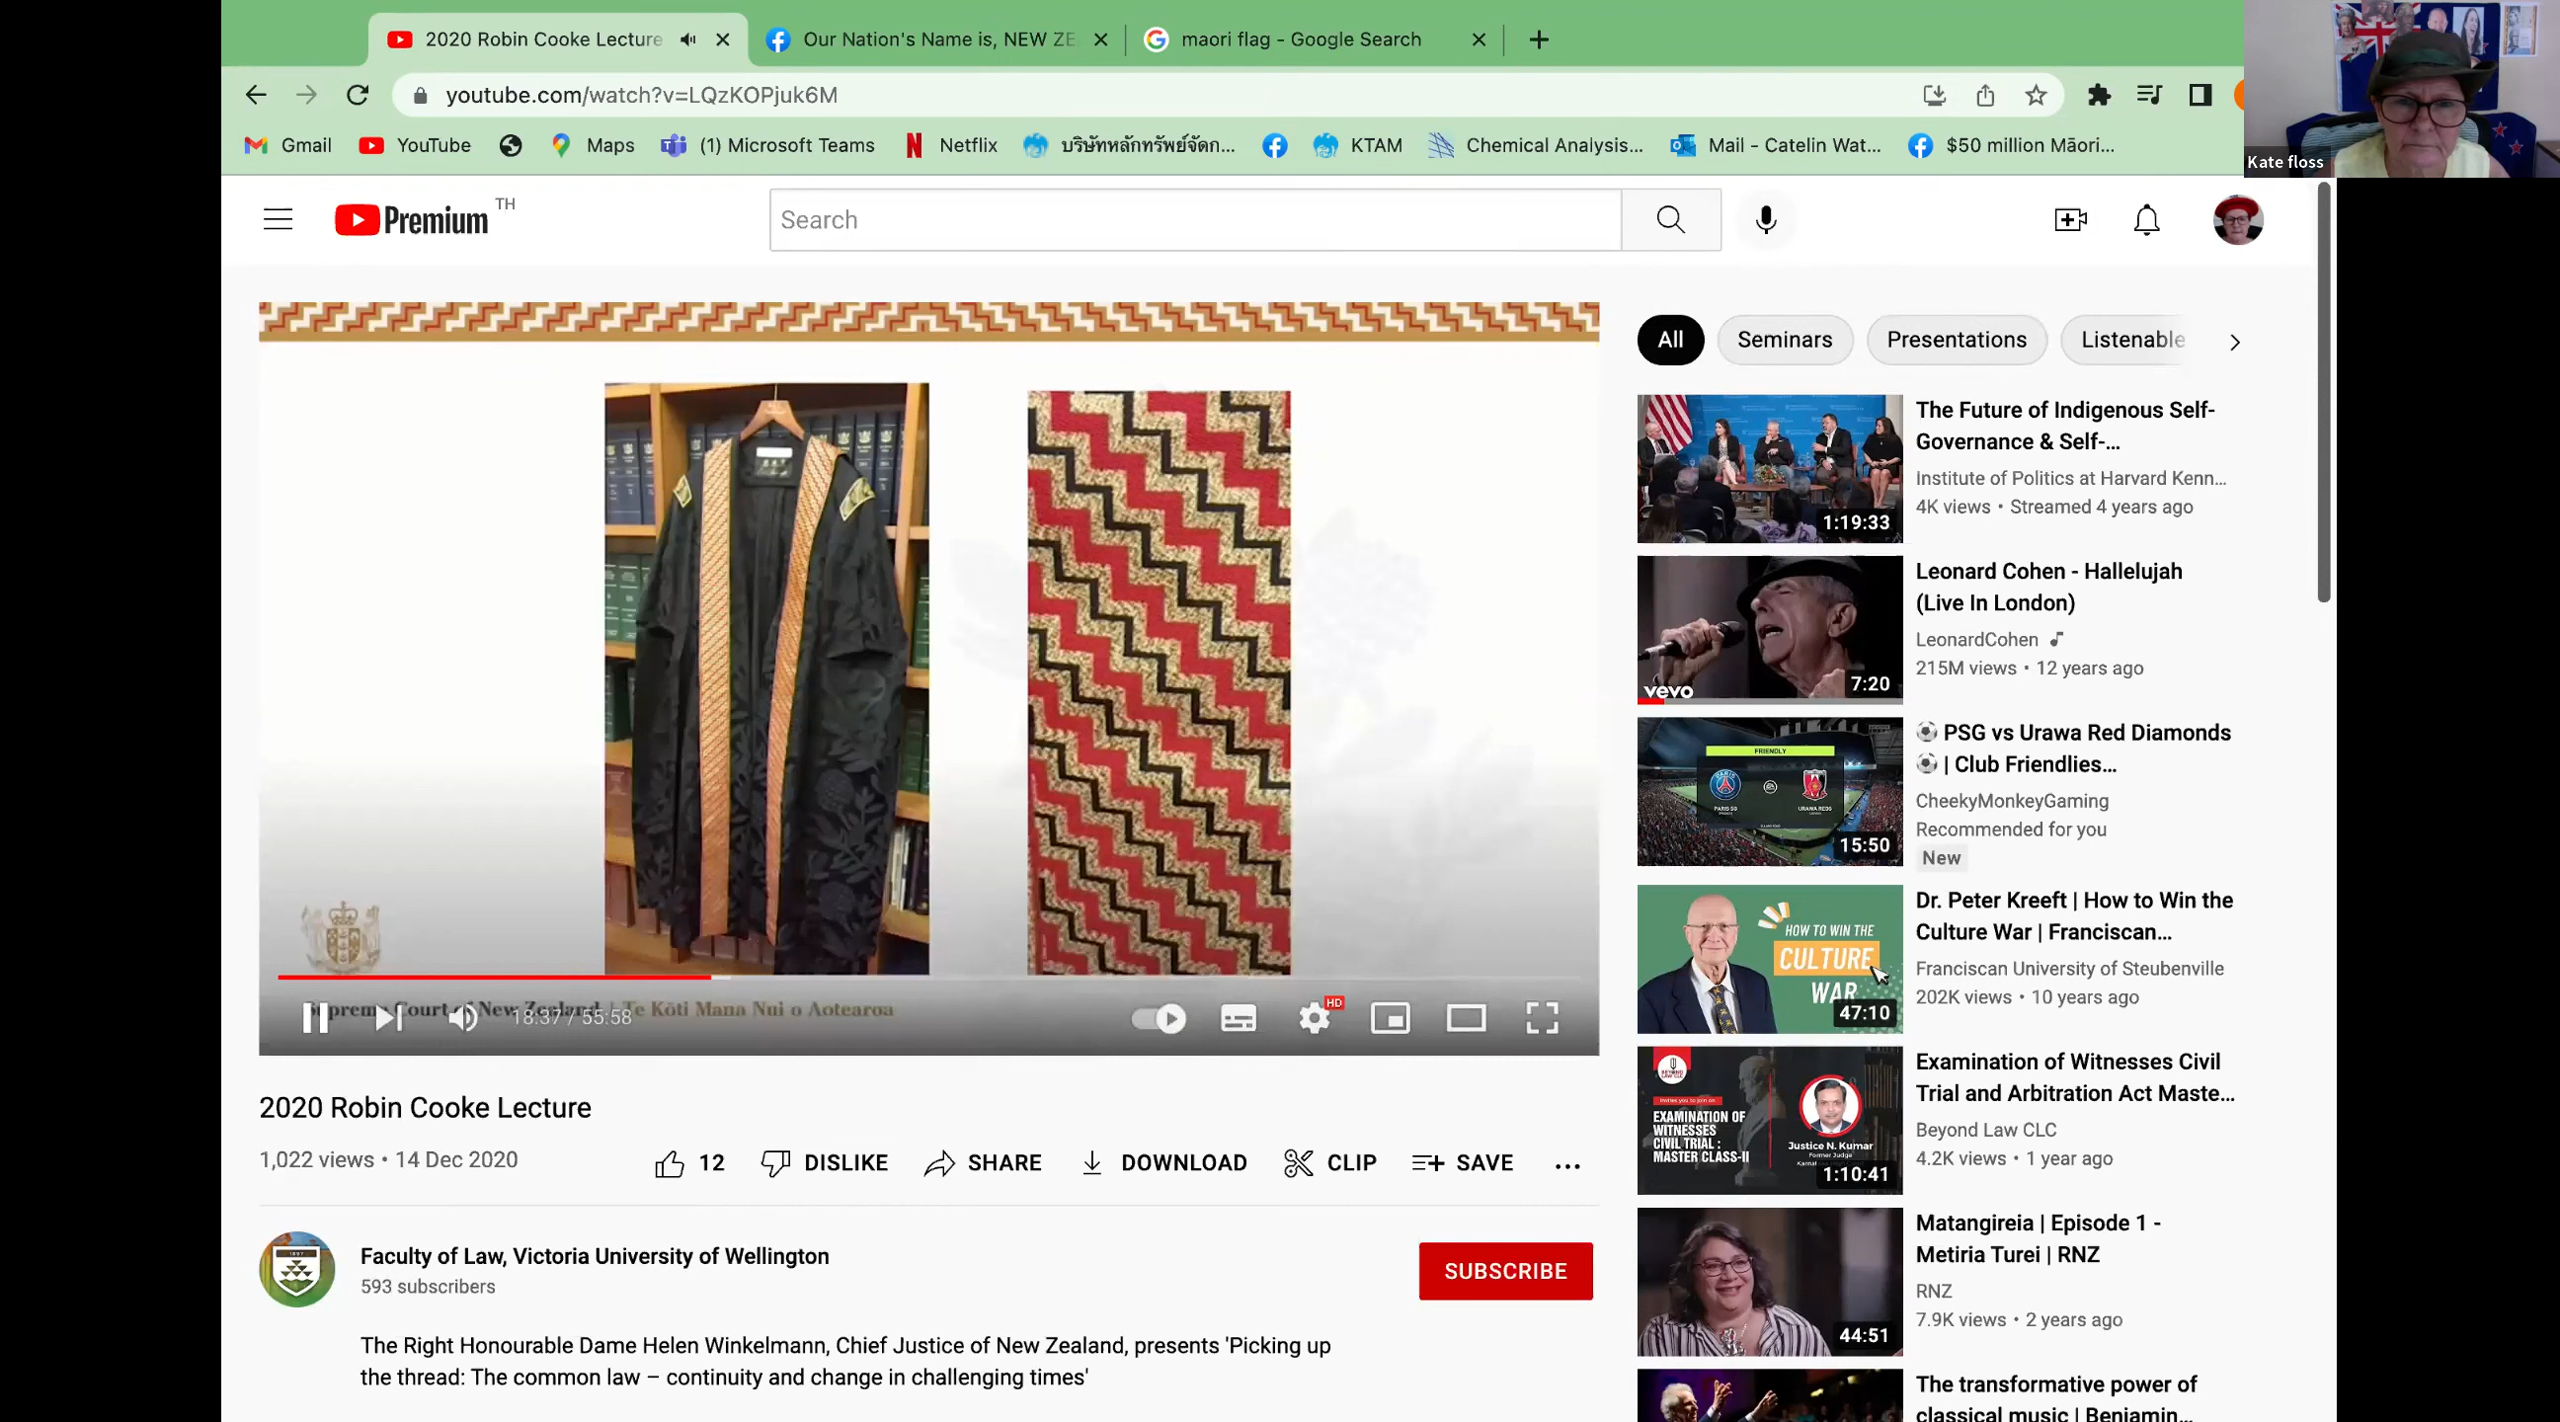 2020 Robin Cooke Lecture
Our Nation's Name is, NEW ZE
maori flag - Google Search
youtube.com/watch?v=LQzKOPjuk6M
Gmail
YouTube
Maps
(1) Microsoft Teams
Netflix
บริษัทหลักทรัพย์จัดก...
KTAM
Chemical Analysis...
Mail - Catelin Wat...
$50 million Māori...
Kate floss
Premium TH
Search
Supreme Court of New Zealand | Te Kōti Mana Nui o Aotearoa
18:37 / 55:58
HD
2020 Robin Cooke Lecture
1,022 views • 14 Dec 2020
12
DISLIKE
SHARE
DOWNLOAD
CLIP
SAVE
Faculty of Law, Victoria University of Wellington
593 subscribers
SUBSCRIBE
The Right Honourable Dame Helen Winkelmann, Chief Justice of New Zealand, presents 'Picking up
the thread: The common law – continuity and change in challenging times'
All
Seminars
Presentations
Listenable
1:19:33
The Future of Indigenous Self-
Governance & Self-...
Institute of Politics at Harvard Kenn...
4K views • Streamed 4 years ago
vevo
7:20
Leonard Cohen - Hallelujah
(Live In London)
LeonardCohen
215M views • 12 years ago
FRIENDLY
15:50
PSG vs Urawa Red Diamonds
| Club Friendlies...
CheekyMonkeyGaming
Recommended for you
New
HOW TO WIN THE
CULTURE
WAR
47:10
Dr. Peter Kreeft | How to Win the
Culture War | Franciscan...
Franciscan University of Steubenville
202K views • 10 years ago
EXAMINATION OF
WITNESSES
CIVIL TRIAL :
MASTER CLASS-II
Justice N. Kumar
Former Judge
1:10:41
Examination of Witnesses Civil
Trial and Arbitration Act Maste...
Beyond Law CLC
4.2K views • 1 year ago
44:51
Matangireia | Episode 1 -
Metiria Turei | RNZ
RNZ
7.9K views • 2 years ago
The transformative power of
classical music | Benjamin...